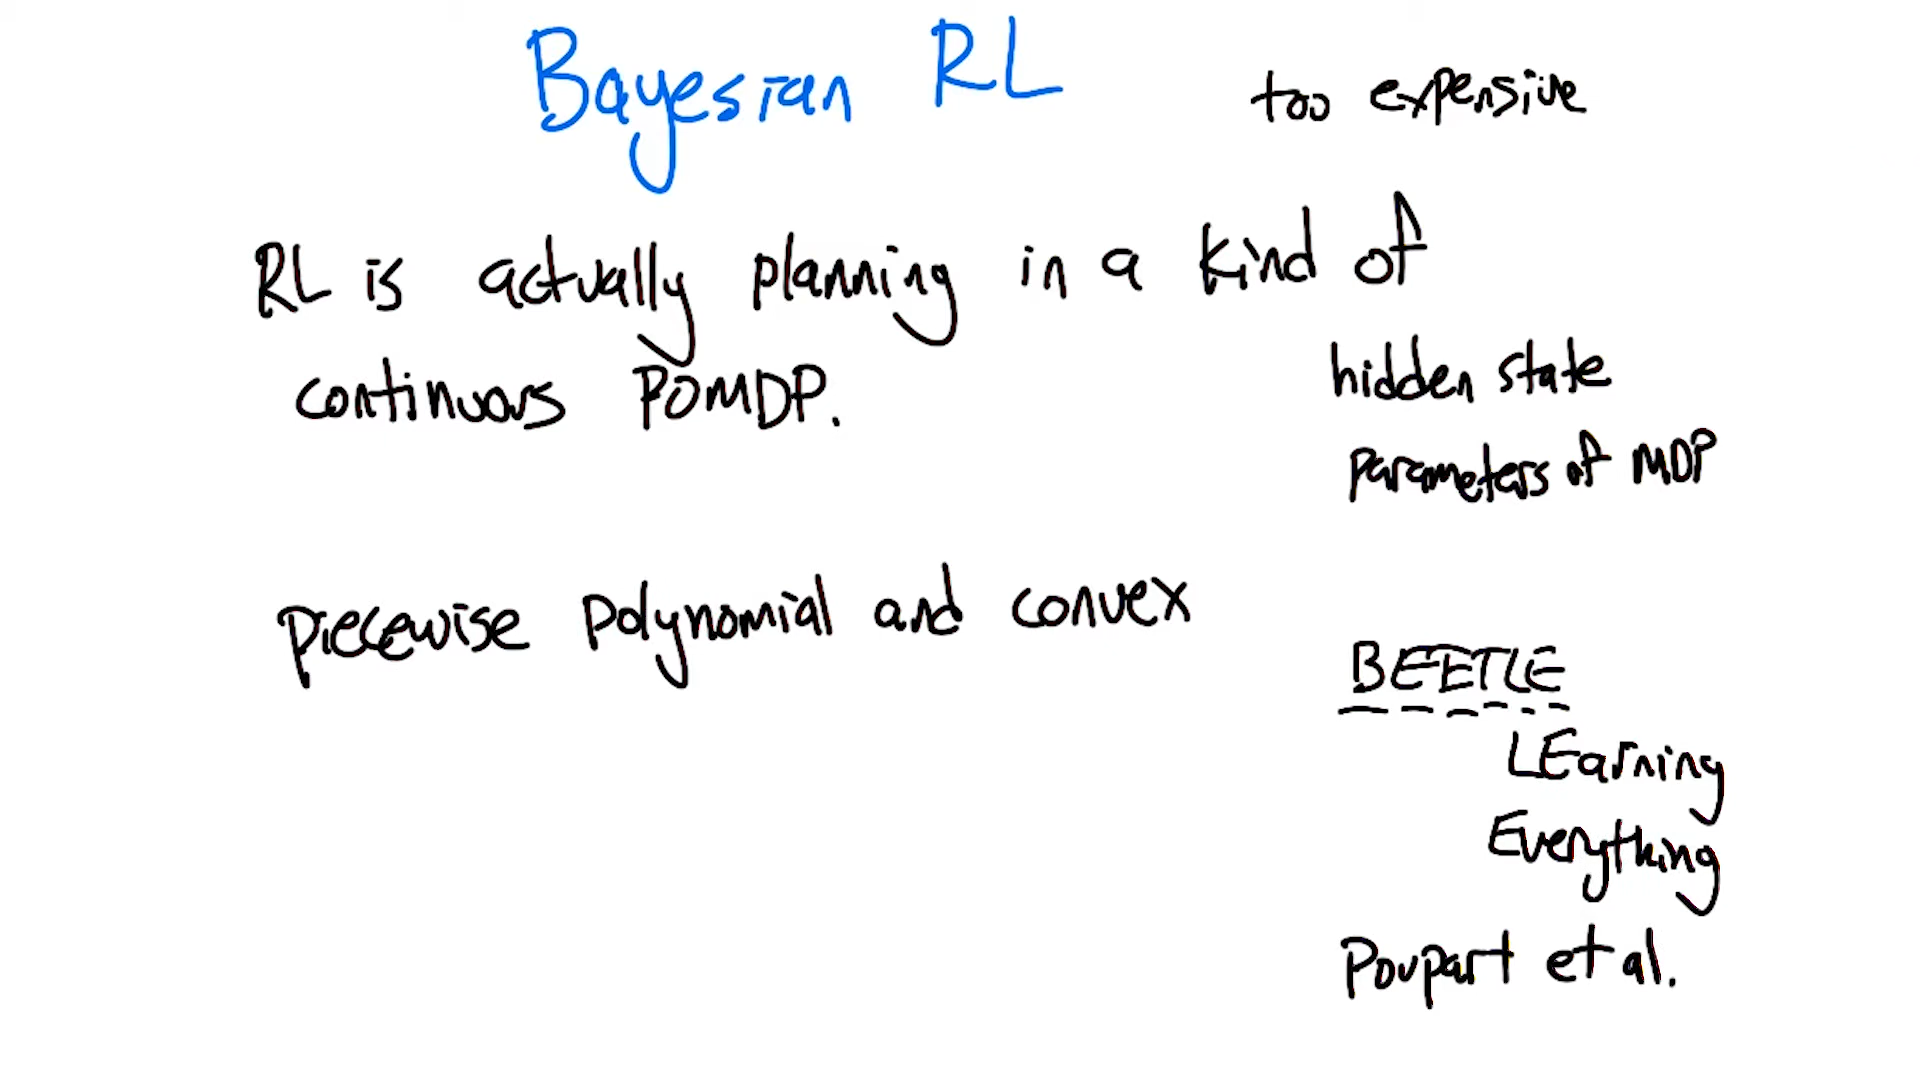 Bayesian RL
too expensive
RL is actually planning in a kind of
continuous POMDP.
hidden state
parameters of MDP
piecewise polynomial and convex
BEETLE
LEarning
Everything
Poupart et al.